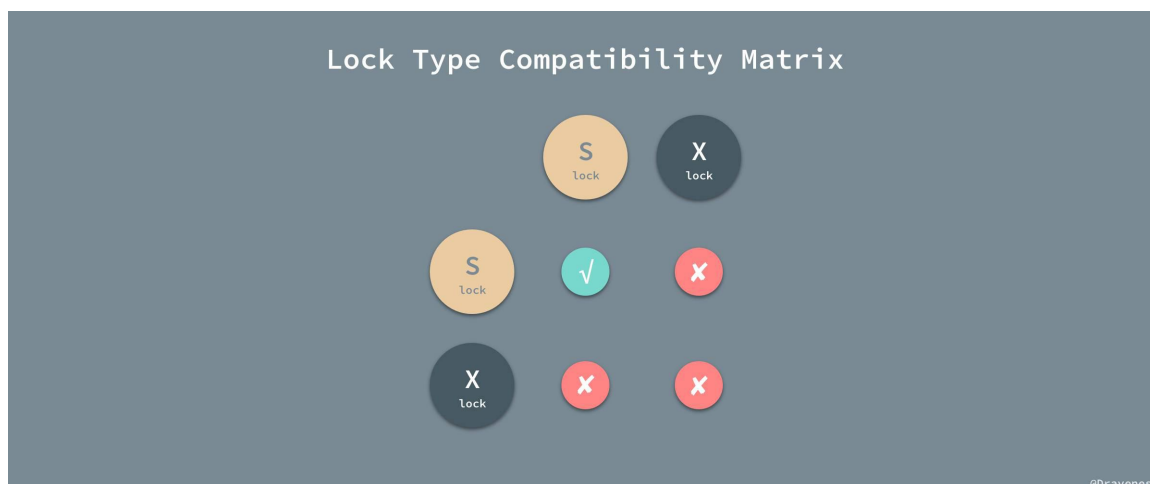 Lock Type Compatibility Matrix
S X
lock lock
S √ ✘
lock
X ✘ ✘
lock